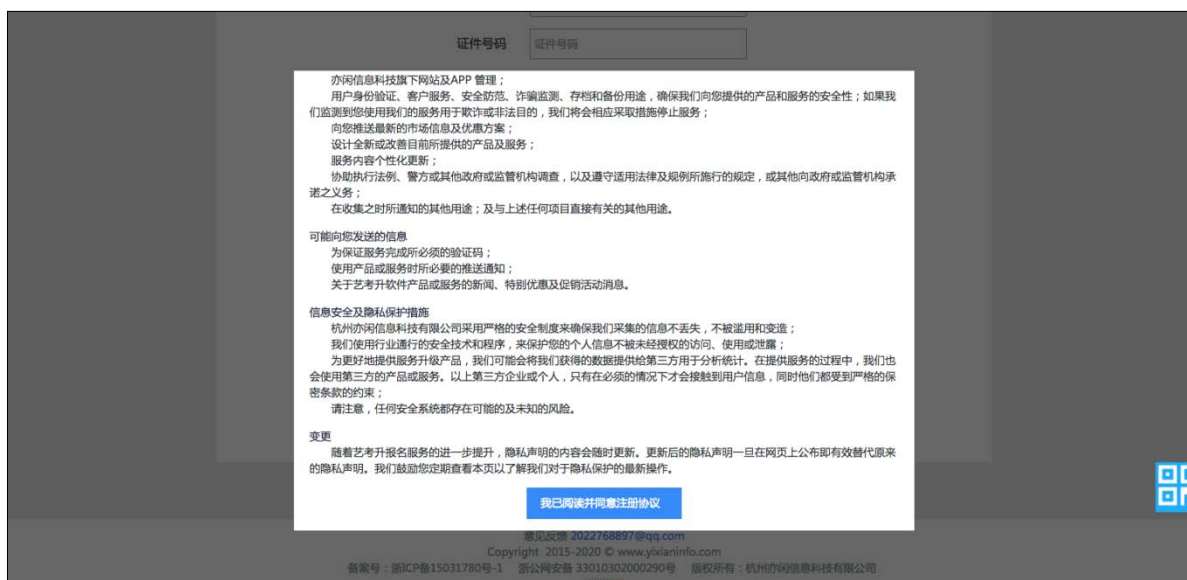 证件号码 证件号码
亦闲信息科技旗下网站及APP 管理；
用户身份验证、客户服务、安全防范、诈骗监测、存档和备份用途，确保我们向您提供的产品和服务的安全性；如果我
们监测到您使用我们的服务用于欺诈或非法目的，我们将会相应采取措施停止服务；
向您推送最新的市场信息及优惠方案；
设计全新或改善目前所提供的产品及服务；
服务内容个性化更新；
协助执行法例、警方或其他政府或监管机构调查，以及遵守适用法律及规例所施行的规定，或其他向政府或监管机构承
诺之义务；
在收集之时所通知的其他用途；及与上述任何项目直接有关的其他用途。
可能向您发送的信息
为保证服务完成所必须的验证码；
使用产品或服务时所必要的推送通知；
关于艺考升软件产品或服务的新闻、特别优惠及促销活动消息。
信息安全及隐私保护措施
杭州亦闲信息科技有限公司采用严格的安全制度来确保我们采集的信息不丢失，不被滥用和变造；
我们使用行业通行的安全技术和程序，来保护您的个人信息不被未经授权的访问、使用或泄露；
为更好地提供服务升级产品，我们可能会将我们获得的数据提供给第三方用于分析统计。在提供服务的过程中，我们也
会使用第三方的产品或服务。以上第三方企业或个人，只有在必须的情况下才会接触到用户信息，同时他们都受到严格的保
密条款的约束；
请注意，任何安全系统都存在可能的及未知的风险。
变更
随着艺考升报名服务的进一步提升，隐私声明的内容会随时更新。更新后的隐私声明一旦在网页上公布即有效替代原来
的隐私声明。我们鼓励您定期查看本页以了解我们对于隐私保护的最新操作。
我已阅读并同意注册协议
意见反馈 2022768897@qq.com
Copyright 2015-2020 © www.yixianinfo.com
备案号：浙ICP备15031780号-1 浙公网安备 33010302000290号 版权所有：杭州亦闲信息科技有限公司